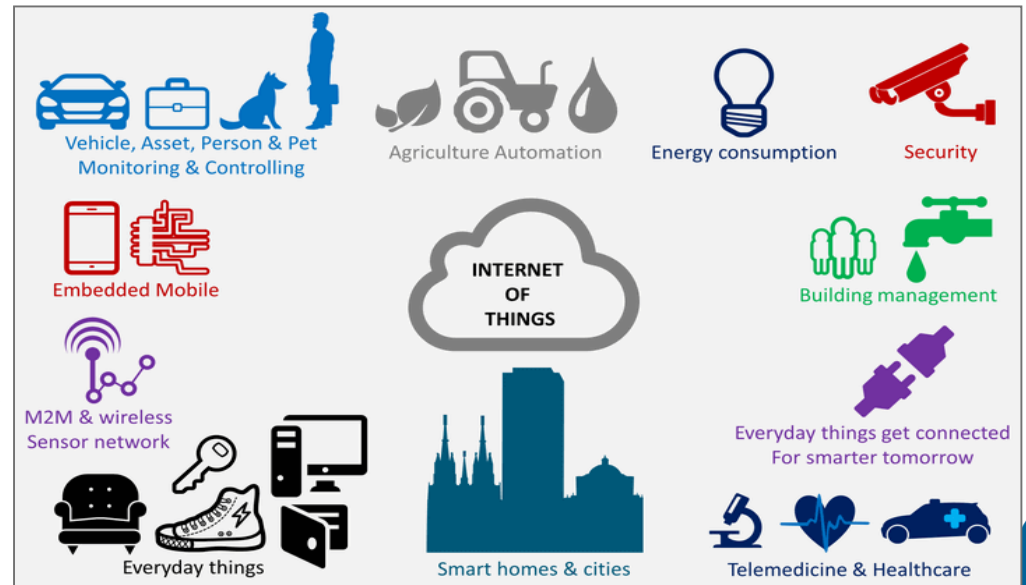 Vehicle, Asset, Person & Pet
Monitoring & Controlling
Agriculture Automation
Energy consumption
Security
Embedded Mobile
INTERNET
OF
THINGS
Building management
M2M & wireless
Sensor network
Everyday things get connected
For smarter tomorrow
Everyday things
Smart homes & cities
Telemedicine & Healthcare